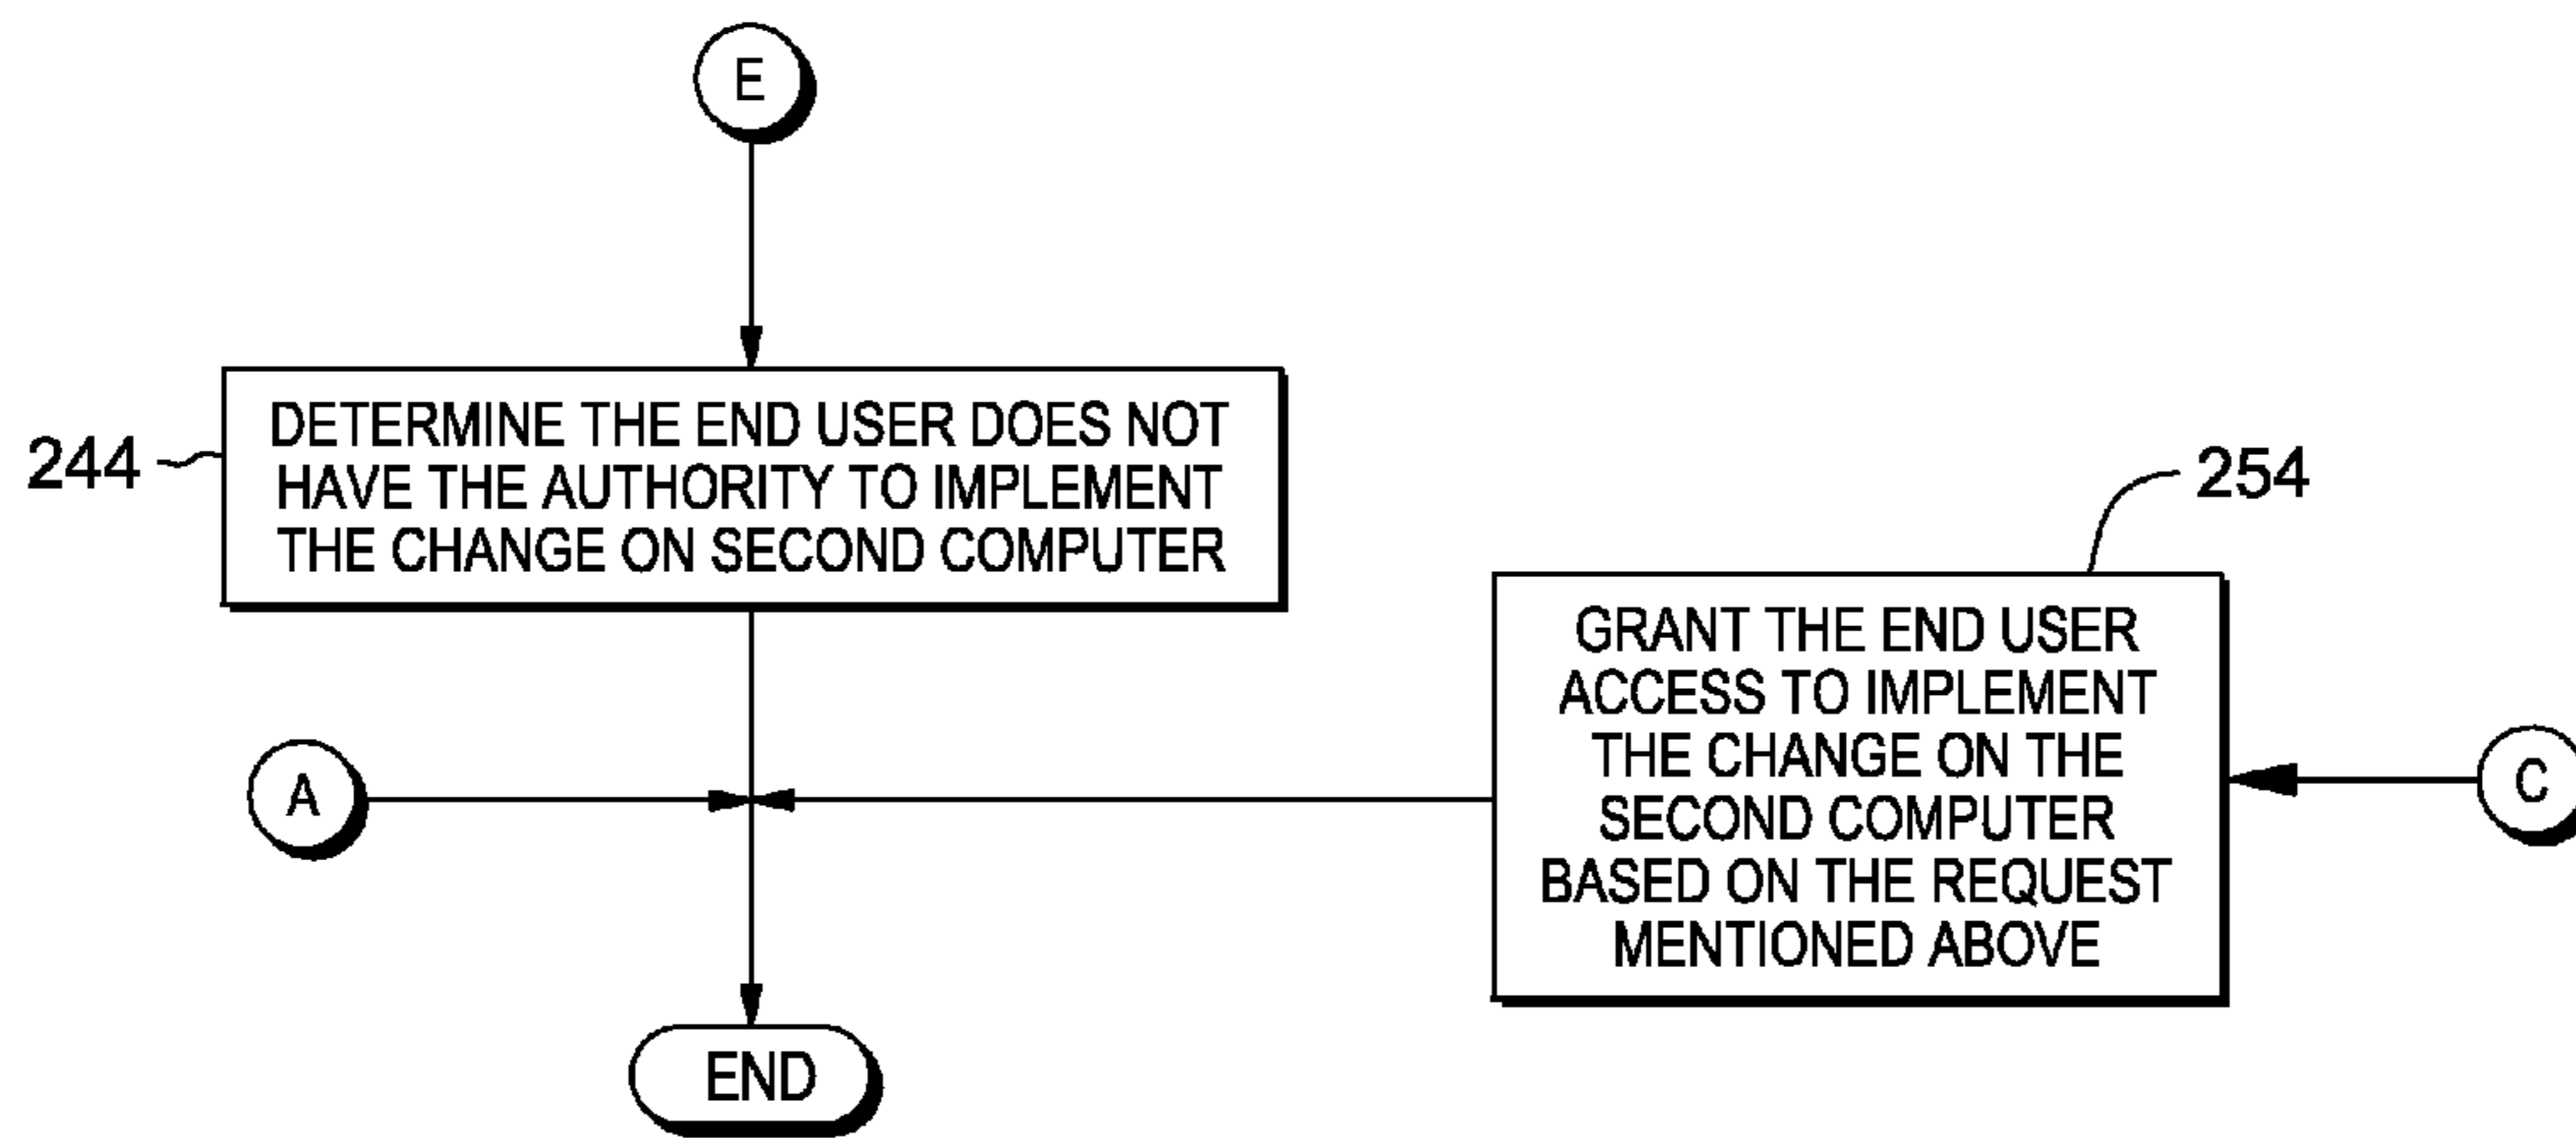 E
244
DETERMINE THE END USER DOES NOT
HAVE THE AUTHORITY TO IMPLEMENT
THE CHANGE ON SECOND COMPUTER
254
GRANT THE END USER
ACCESS TO IMPLEMENT
THE CHANGE ON THE
SECOND COMPUTER
BASED ON THE REQUEST
MENTIONED ABOVE
A
C
END